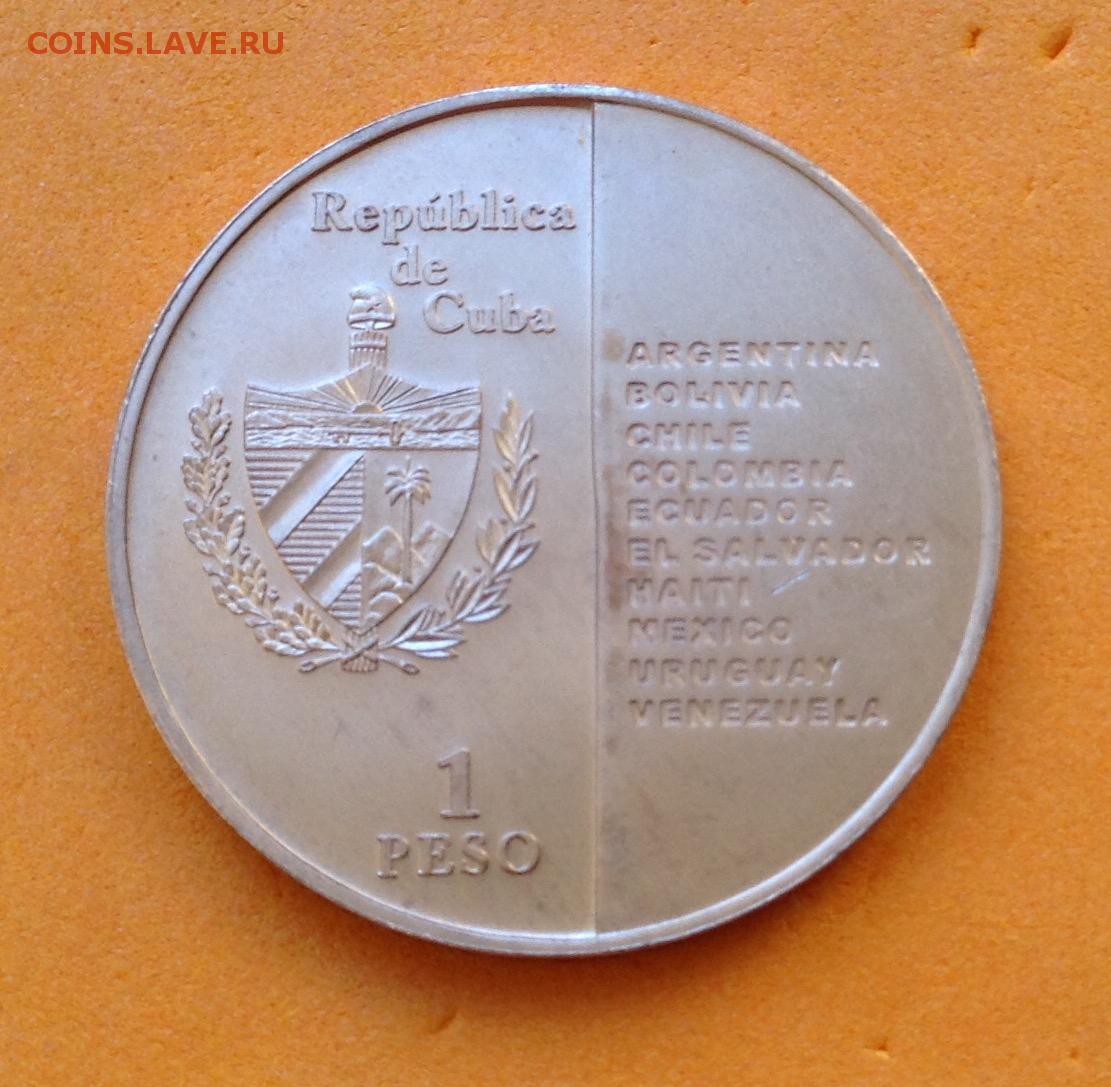 COINS.LAVE.RU
República
de
Cuba
ARGENTINA
BOLIVIA
CHILE
COLOMBIA
ECUADOR
EL SALVADOR
HAITI
MEXICO
URUGUAY
VENEZUELA
1
PESO